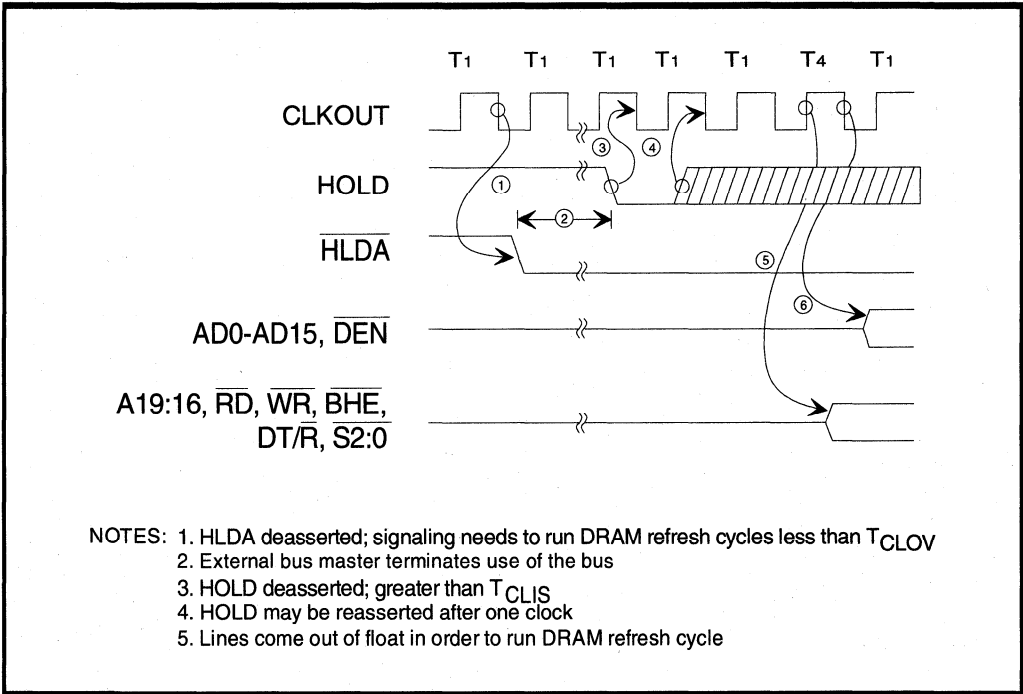 T1 T1 T1 T1 T1 T4 T1
CLKOUT
3 4
HOLD
1
2
HLDA
5
6
AD0-AD15, DEN
A19:16, RD, WR, BHE,
DT/R, S2:0
NOTES: 1. HLDA deasserted; signaling needs to run DRAM refresh cycles less than TCLOV
2. External bus master terminates use of the bus
3. HOLD deasserted; greater than TCLIS
4. HOLD may be reasserted after one clock
5. Lines come out of float in order to run DRAM refresh cycle